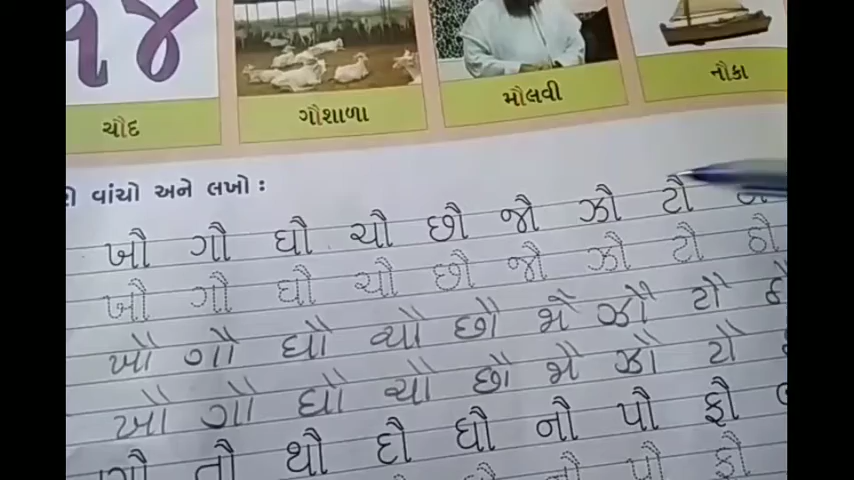 ૧૪
ચૌદ ગૌશાળા મૌલવી નૌકા
વાંચો અને લખો :
ખૌ ગૌ ઘૌ ચૌ છૌ જૌ ઝૌ ટૌ
ખૌ ગૌ ઘૌ ચૌ છૌ જૌ ઝૌ ટૌ ઠૌ
ખૌ ગૌ ઘૌ ચૌ છૌ જૌ ઝૌ ટૌ ઠૌ
ખૌ ગૌ ઘૌ ચૌ છૌ જૌ ઝૌ ટૌ
તૌ થૌ દૌ ધૌ નૌ પૌ ફૌ
નૌ પૌ ફૌ